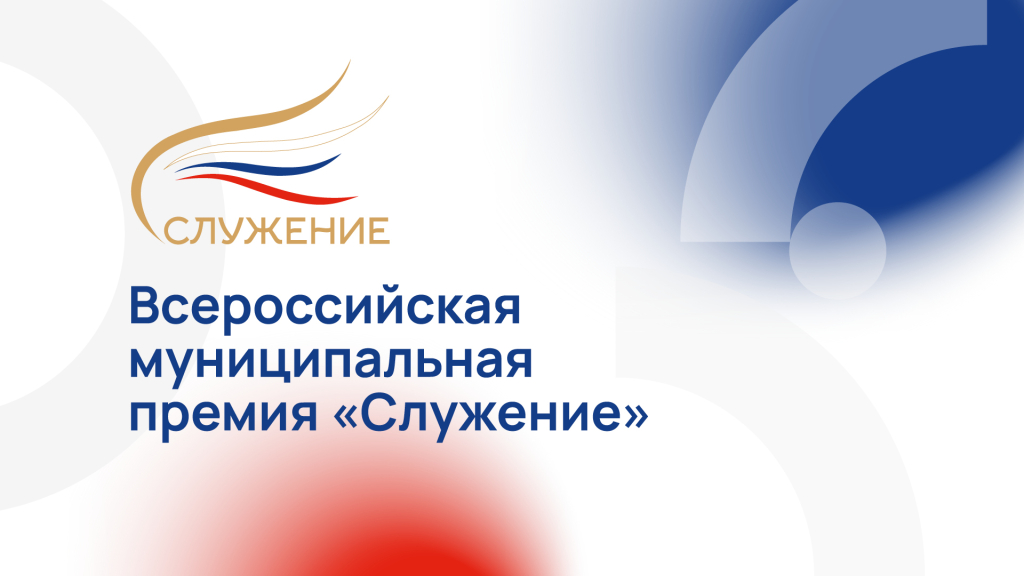 СЛУЖЕНИЕ
Всероссийская
муниципальная
премия «Служение»